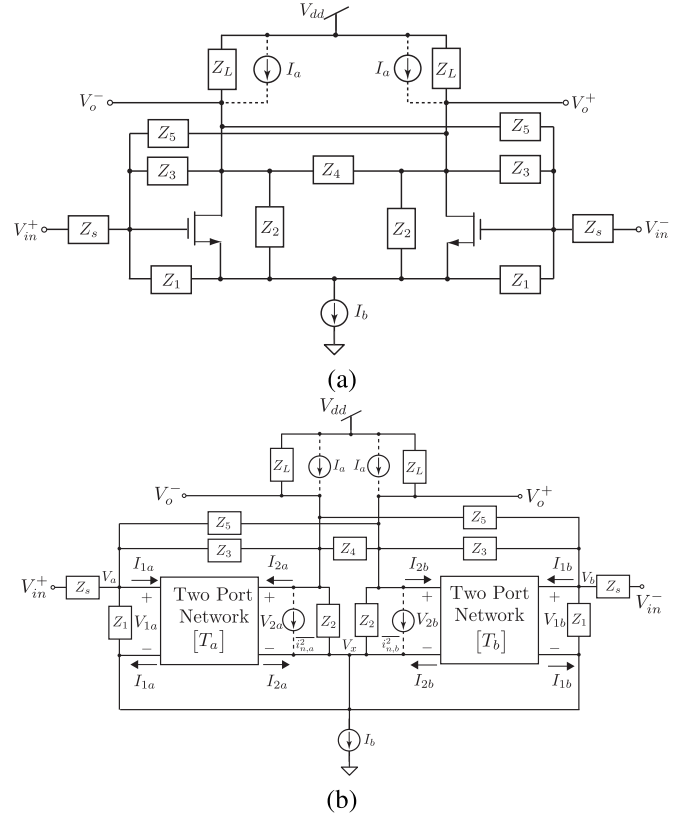 V_dd
Z_L I_a I_a Z_L
V_o^- V_o^+
Z_5 Z_5
Z_3 Z_4 Z_3
V_in^+ Z_s Z_2 Z_2 Z_s V_in^-
Z_1 Z_1
I_b
(a)
V_dd
Z_L I_a I_a Z_L
V_o^- V_o^+
Z_5 Z_5
Z_3 Z_4 Z_3
V_in^+ Z_s V_a I_1a I_2a I_2b I_1b V_b Z_s V_in^-
Z_1 V_1a + - Two Port Network [T_a] + - V_2a Z_2 Z_2 V_2b + - Two Port Network [T_b] + - V_1b Z_1
i_n,a^2 V_x i_n,b^2
I_1a I_2a I_2b I_1b
I_b
(b)